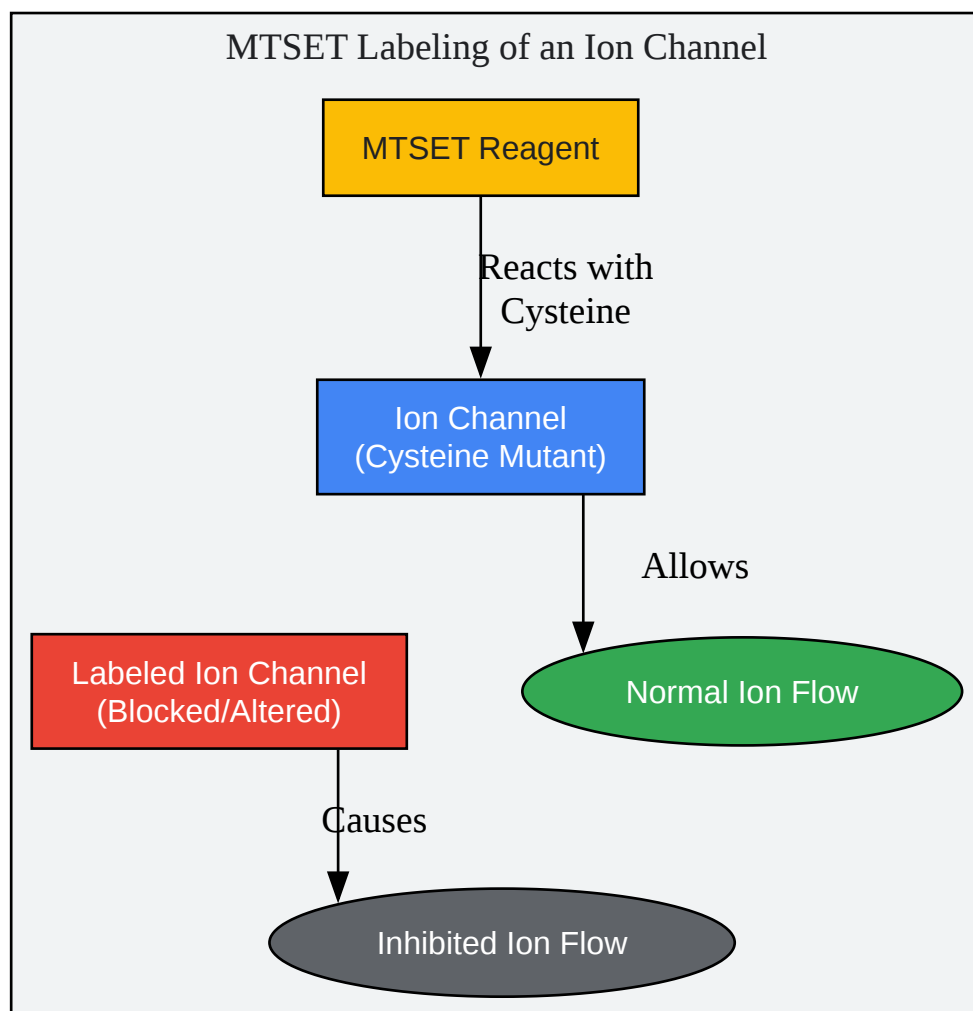 MTSET Labeling of an Ion Channel
MTSET Reagent
Reacts with
Cysteine
Ion Channel
(Cysteine Mutant)
Allows
Labeled Ion Channel
(Blocked/Altered)
Normal Ion Flow
Causes
Inhibited Ion Flow